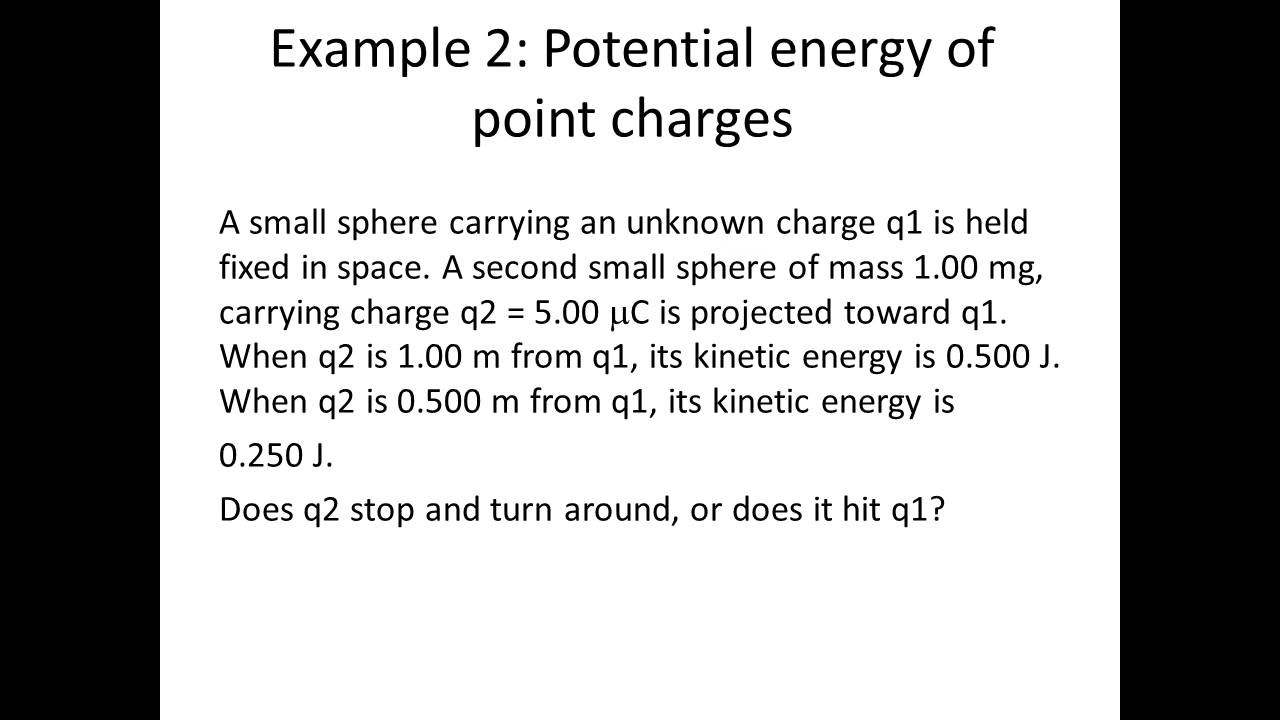 Example 2: Potential energy of
point charges
A small sphere carrying an unknown charge q1 is held
fixed in space. A second small sphere of mass 1.00 mg,
carrying charge q2 = 5.00 μC is projected toward q1.
When q2 is 1.00 m from q1, its kinetic energy is 0.500 J.
When q2 is 0.500 m from q1, its kinetic energy is
0.250 J.
Does q2 stop and turn around, or does it hit q1?